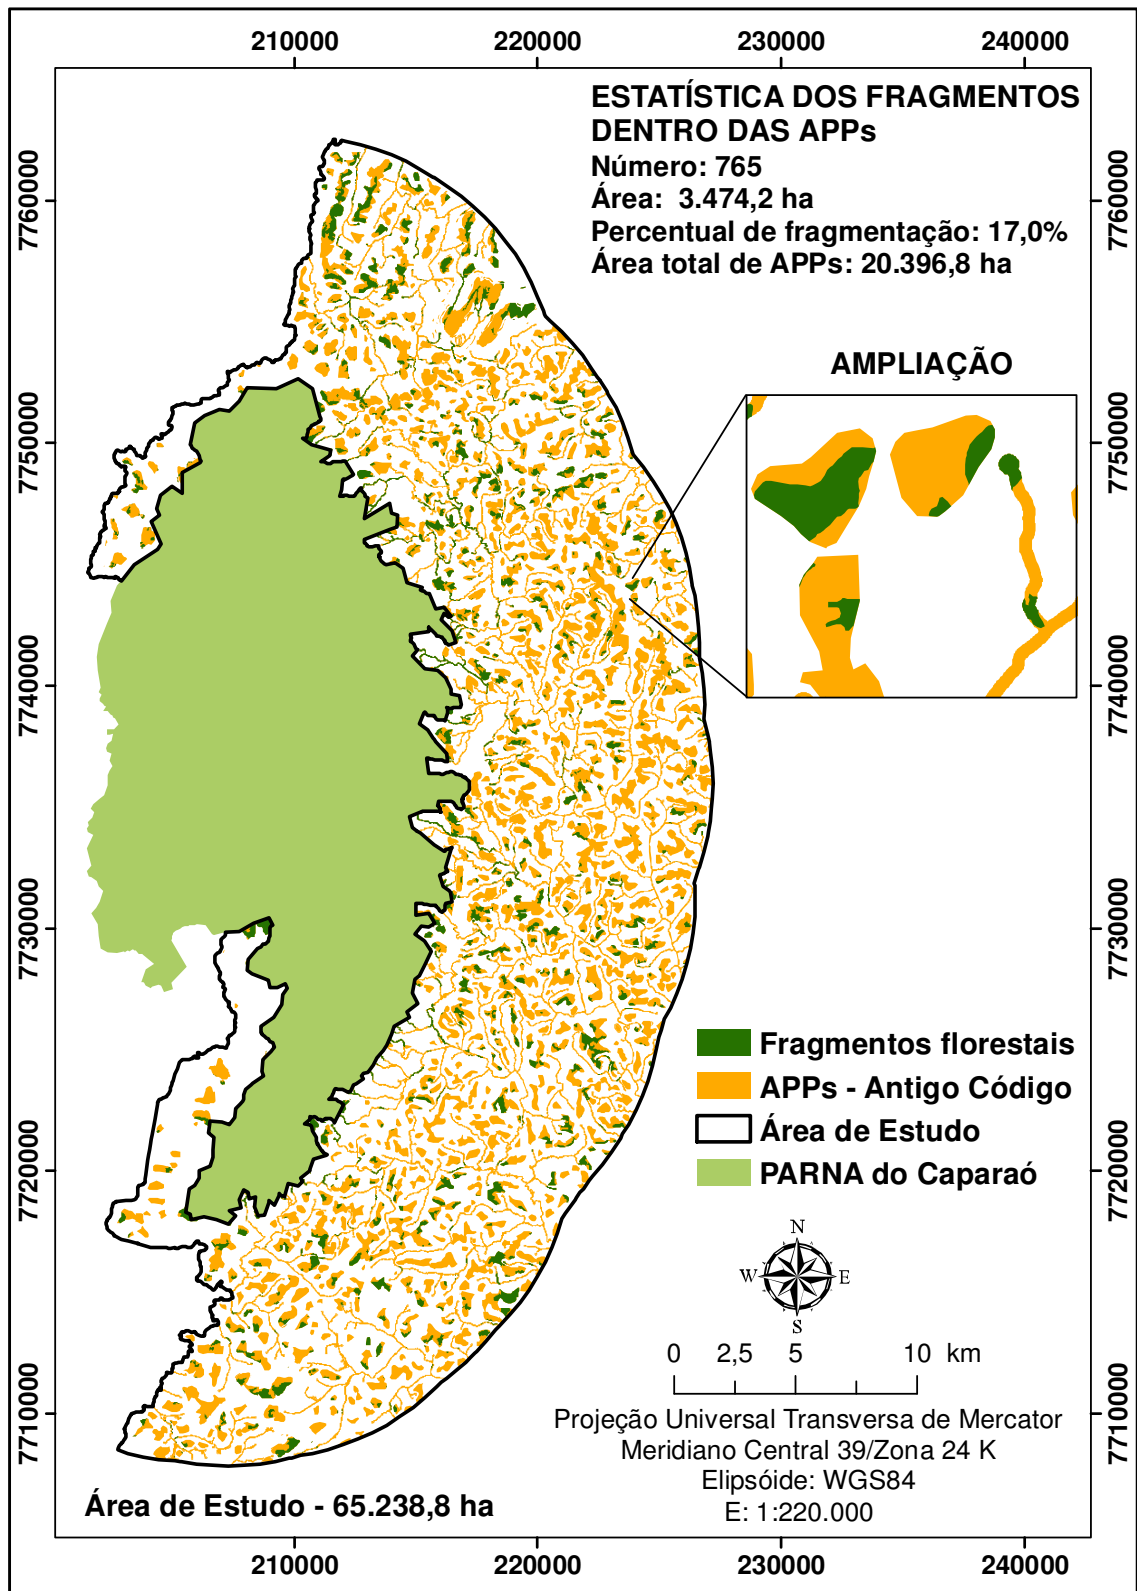 210000 220000 230000 240000
ESTATÍSTICA DOS FRAGMENTOS
DENTRO DAS APPs
Número: 765
Área: 3.474,2 ha
Percentual de fragmentação: 17,0%
Área total de APPs: 20.396,8 ha
7760000 7760000
AMPLIAÇÃO
7750000 7750000
7740000 7740000
7730000 7730000
Fragmentos florestais
APPs - Antigo Código
Área de Estudo
PARNA do Caparaó
7720000 7720000
N
W E
S
0 2,5 5 10 km
7710000 7710000
Projeção Universal Transversa de Mercator
Meridiano Central 39/Zona 24 K
Elipsóide: WGS84
E: 1:220.000
Área de Estudo - 65.238,8 ha
210000 220000 230000 240000